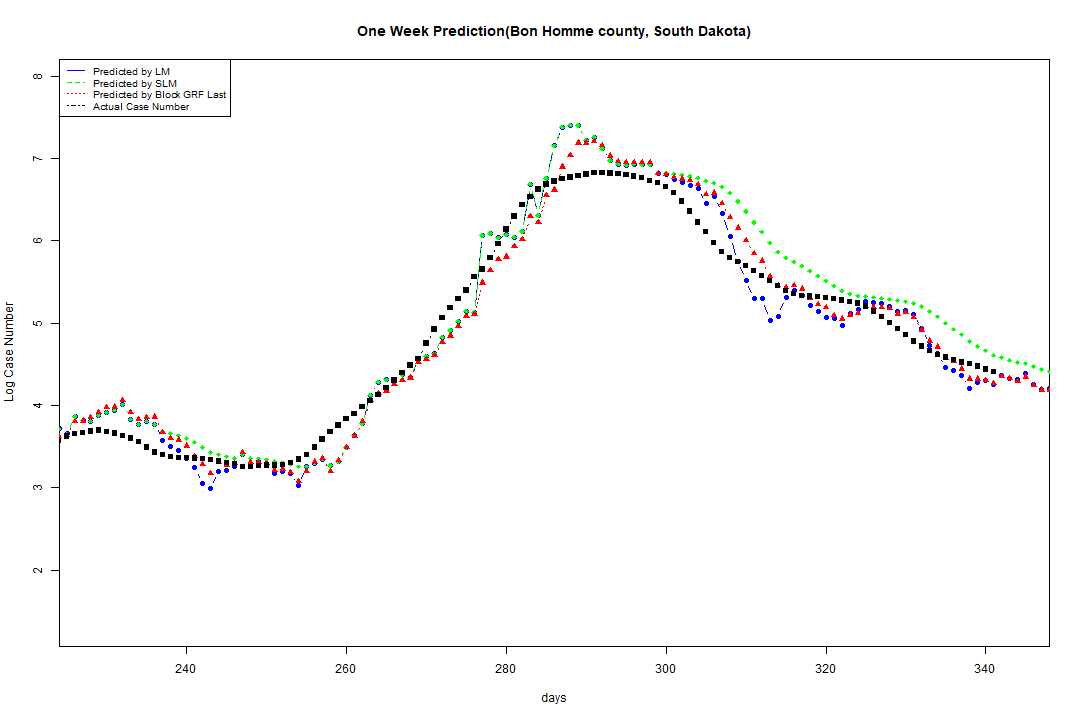 One Week Prediction(Bon Homme county, South Dakota)
Predicted by LM
Predicted by SLM
Predicted by Block GRF Last
Actual Case Number
8
7
6
5
4
3
2
Log Case Number
240 260 280 300 320 340
days